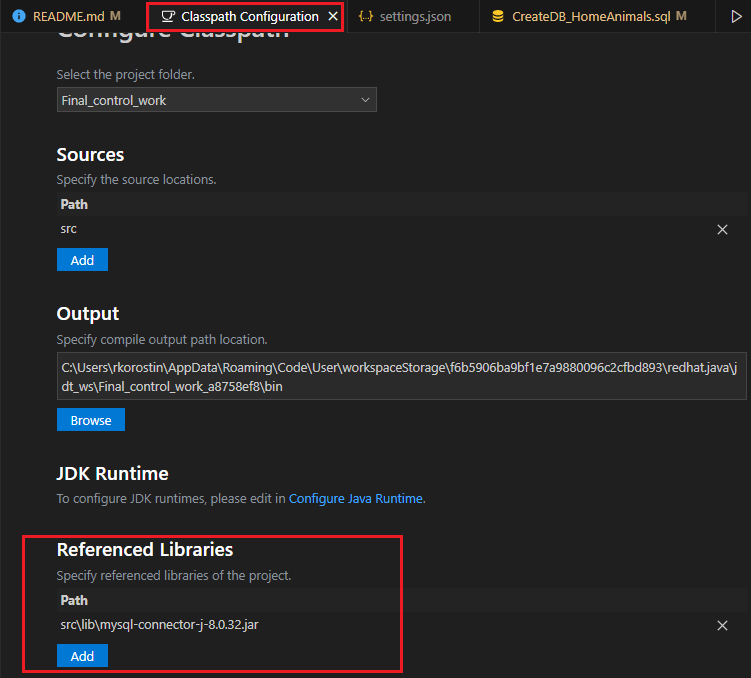 README.md M
Classpath Configuration
settings.json
CreateDB_HomeAnimals.sql M
Configure Classpath
Select the project folder.
Final_control_work
Sources
Specify the source locations.
Path
src
Add
Output
Specify compile output path location.
C:\Users\rkorostin\AppData\Roaming\Code\User\workspaceStorage\f6b5906ba9bf1e7a9880096c2cfbd893\redhat.java\j
dt_ws\Final_control_work_a8758ef8\bin
Browse
JDK Runtime
To configure JDK runtimes, please edit in Configure Java Runtime.
Referenced Libraries
Specify referenced libraries of the project.
Path
src\lib\mysql-connector-j-8.0.32.jar
Add